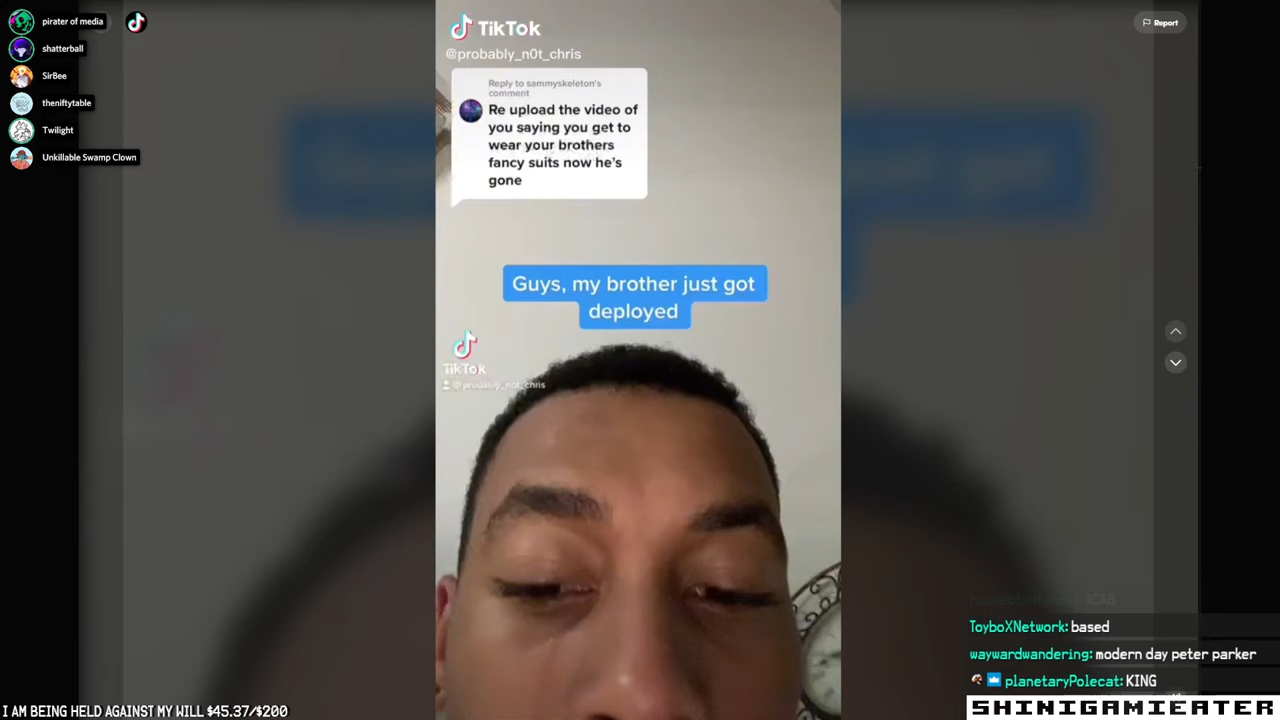 pirater of media
shatterball
SirBee
theniftytable
Twilight
Unkillable Swamp Clown
TikTok
@probably_n0t_chris
Reply to sammyskeleton's
comment
Re upload the video of
you saying you get to
wear your brothers
fancy suits now he's
gone
Guys, my brother just got
deployed
TikTok
@probably_not_chris
Report
ACAB
ToyboXNetwork: based
waywardwandering: modern day peter parker
planetaryPolecat: KING
I AM BEING HELD AGAINST MY WILL $45.37/$200
SHINIGAMIEATER